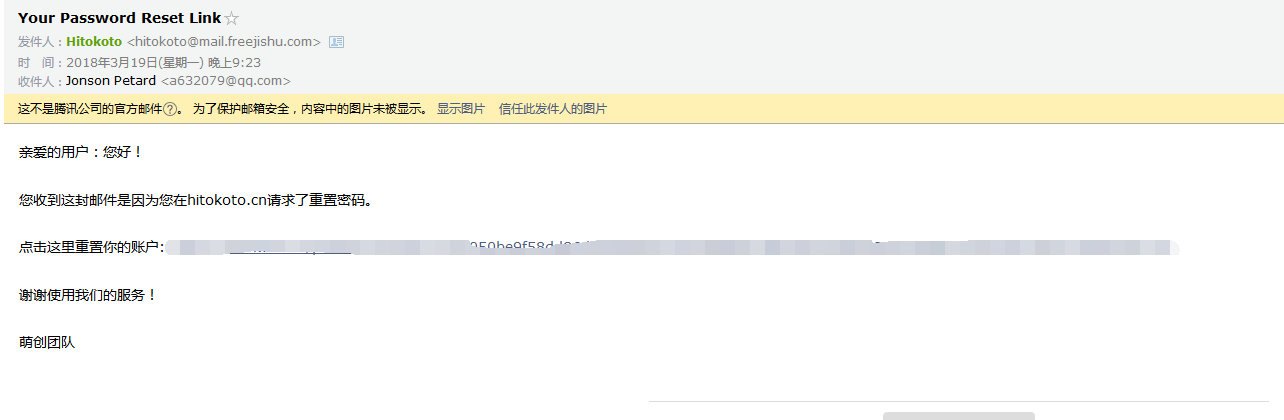 Your Password Reset Link☆
发件人：Hitokoto <hitokoto@mail.freejishu.com>
时 间：2018年3月19日(星期一) 晚上9:23
收件人：Jonson Petard <a632079@qq.com>
这不是腾讯公司的官方邮件?。 为了保护邮箱安全，内容中的图片未被显示。 显示图片 信任此发件人的图片
亲爱的用户：您好！
您收到这封邮件是因为您在hitokoto.cn请求了重置密码。
点击这里重置你的账户:
谢谢使用我们的服务！
萌创团队